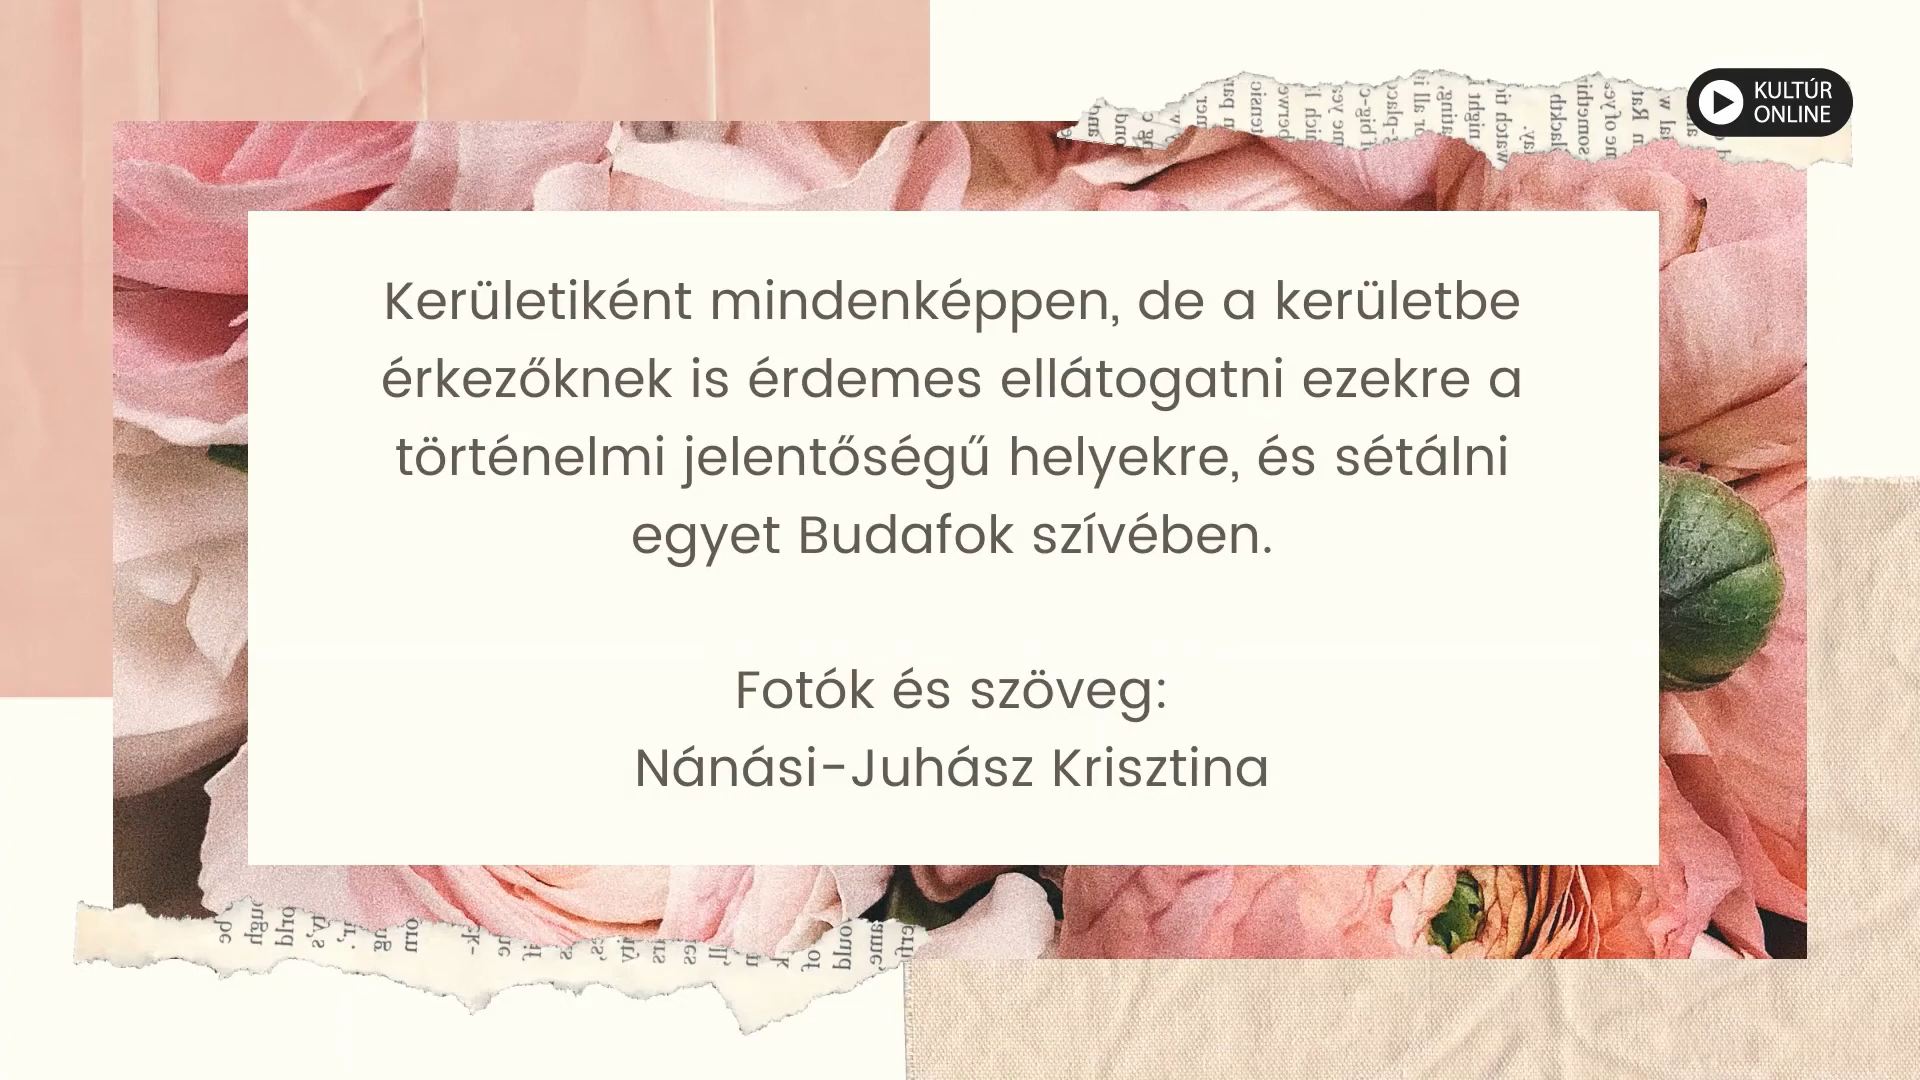 KULTÚR
ONLINE
Kerületiként mindenképpen, de a kerületbe
érkezőknek is érdemes ellátogatni ezekre a
történelmi jelentőségű helyekre, és sétálni
egyet Budafok szívében.
Fotók és szöveg:
Nánási-Juhász Krisztina